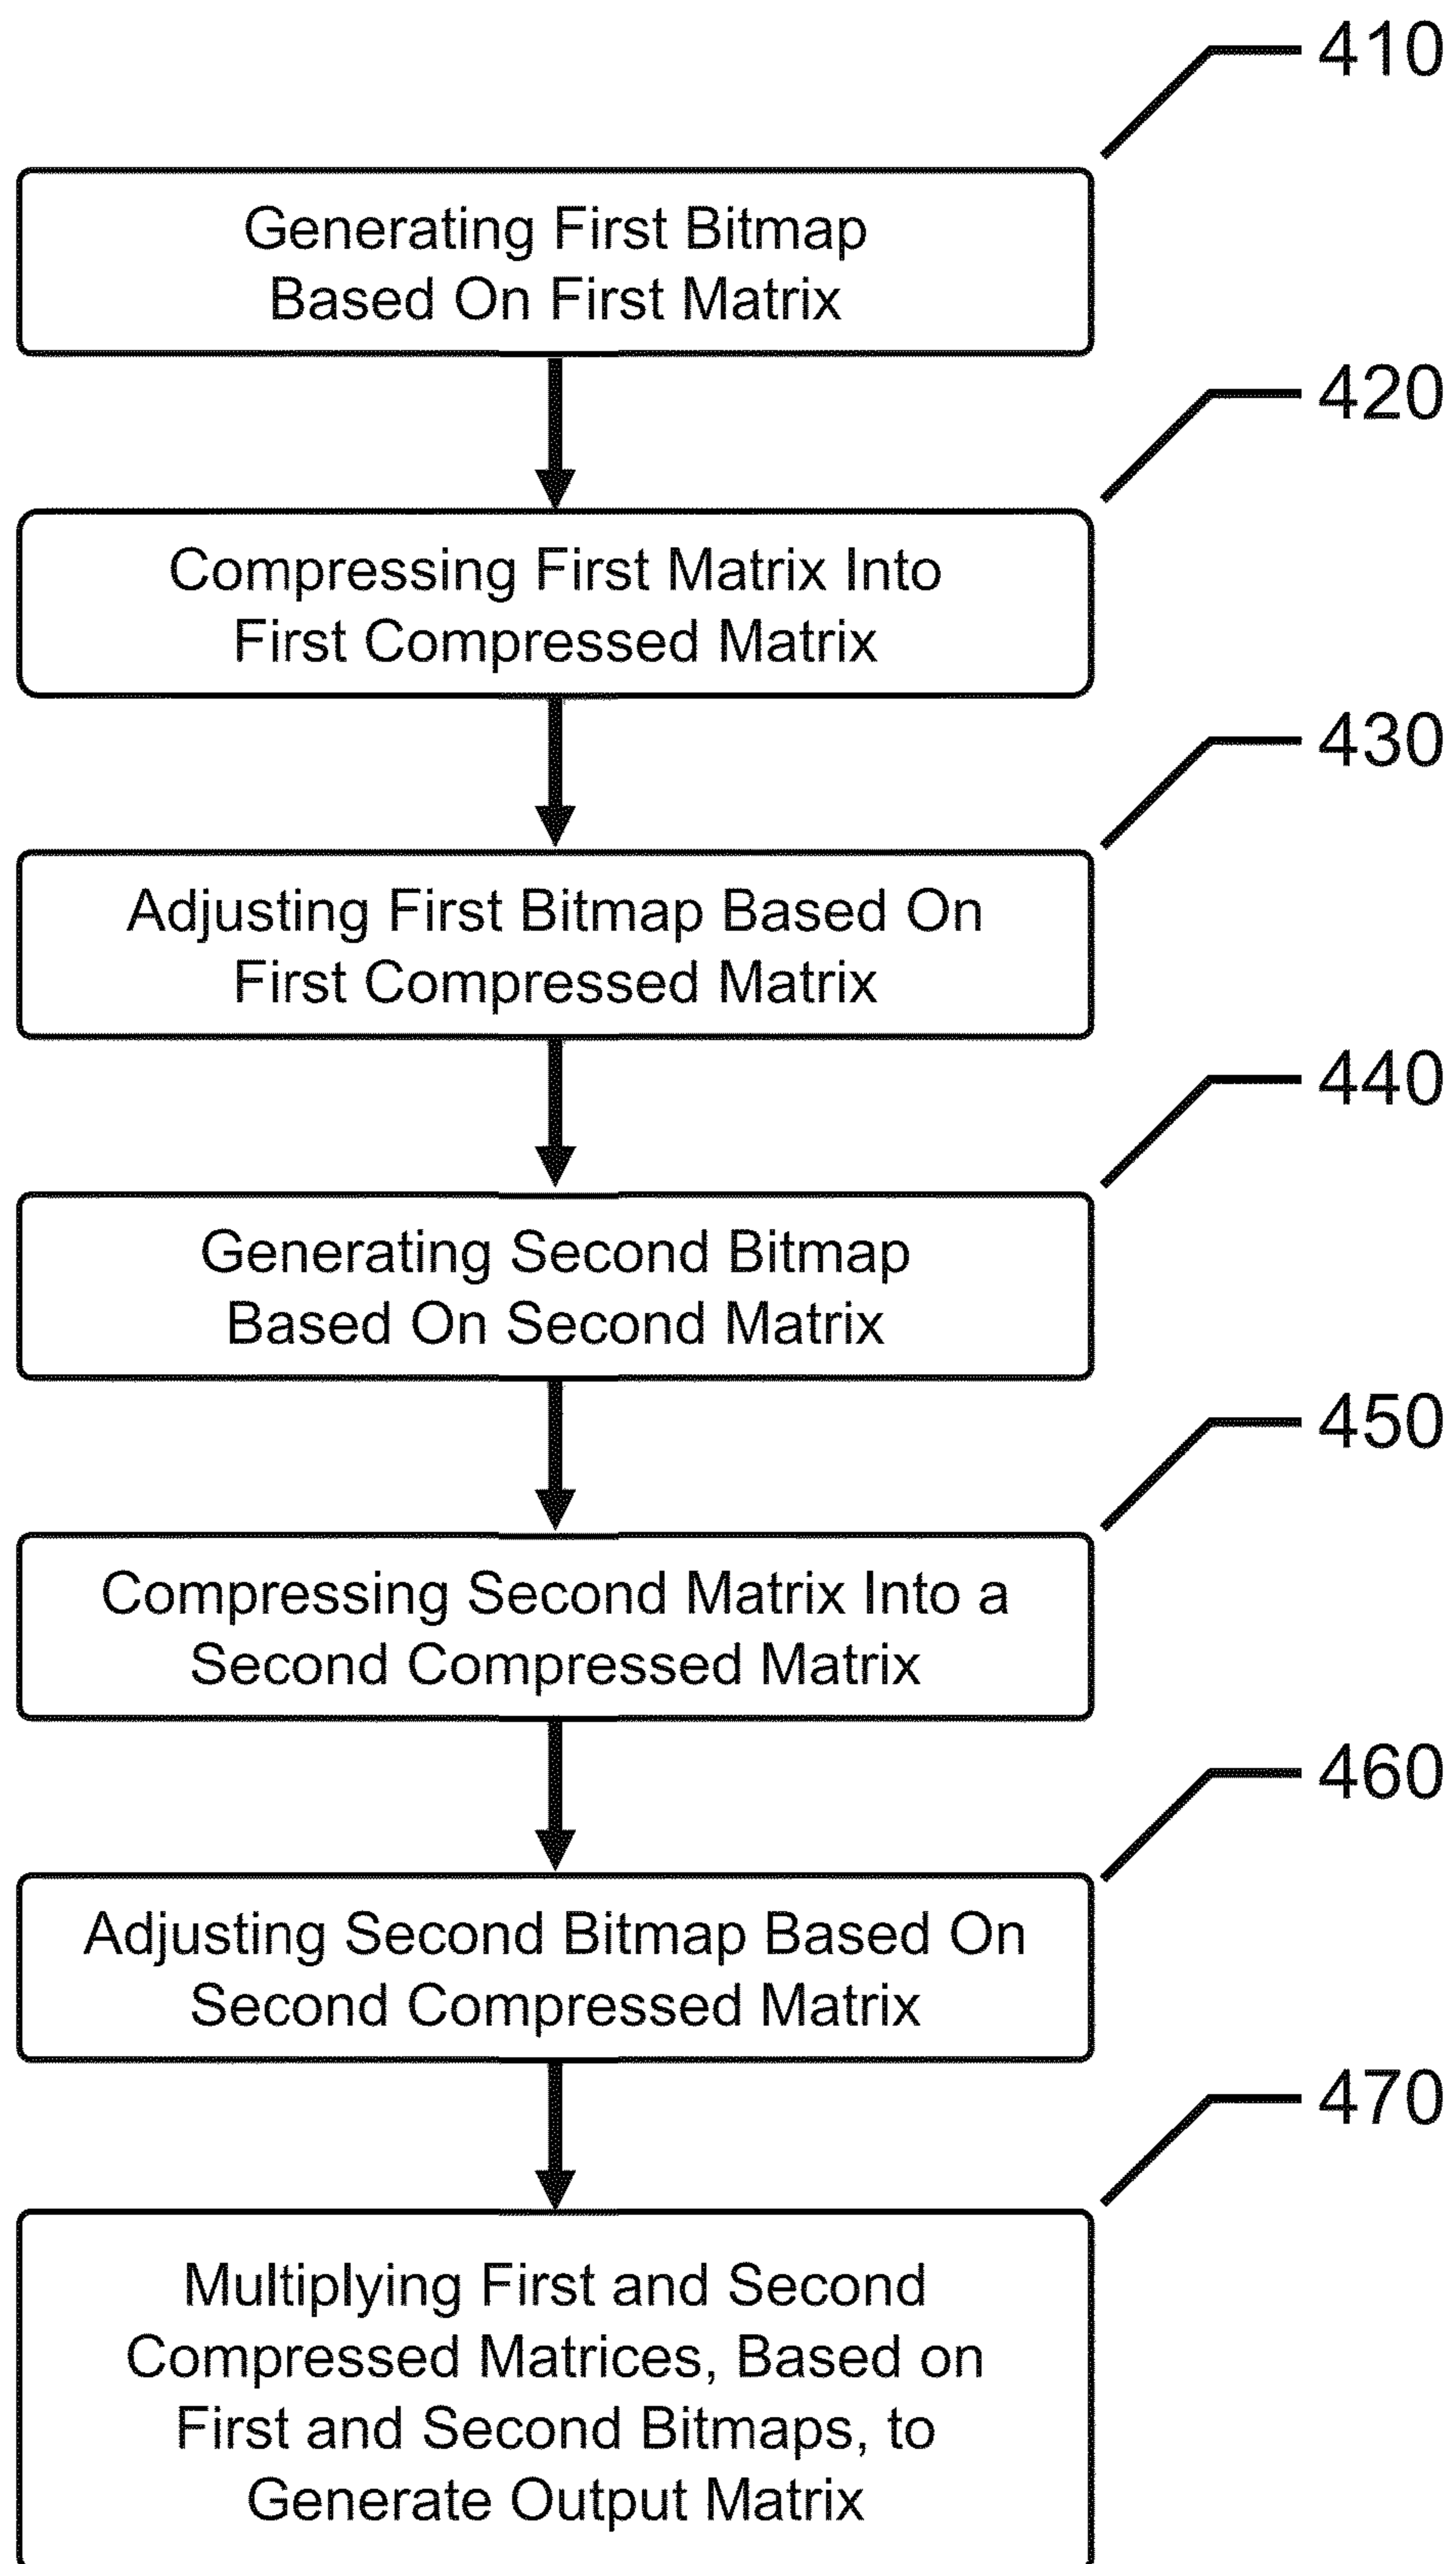 410
Generating First Bitmap
Based On First Matrix
420
Compressing First Matrix Into
First Compressed Matrix
430
Adjusting First Bitmap Based On
First Compressed Matrix
440
Generating Second Bitmap
Based On Second Matrix
450
Compressing Second Matrix Into a
Second Compressed Matrix
460
Adjusting Second Bitmap Based On
Second Compressed Matrix
470
Multiplying First and Second
Compressed Matrices, Based on
First and Second Bitmaps, to
Generate Output Matrix